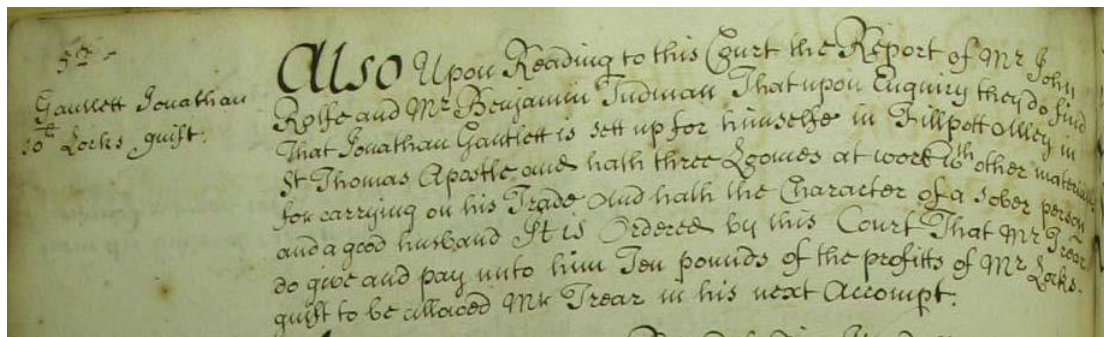 5th
Gautlett Jonathan
10li Locks guift.
Also Upon Reading to this Court the Report of Mr John
Rolfe and Mr Benjamin Tudman That upon Enquiry they do find
That Jonathan Gautlett is sett up for himselfe in Fillpott Alley in
St Thomas Apostle and hath three Loomes at work wth other materialls
for carrying on his Trade And hath the Character of a sober person
and a good husband It is Ordered by this Court That Mr Trear
do give and pay unto him Ten pounds of the profitts of Mr Locks.
guift to be allowed Mr Trear in his next Accompt.